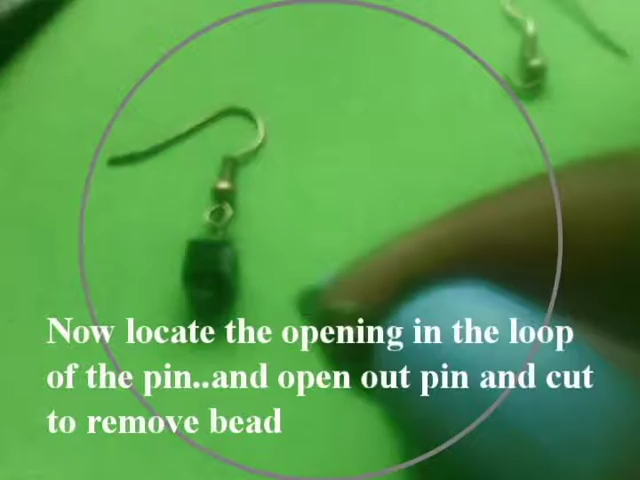 Now locate the opening in the loop
of the pin..and open out pin and cut
to remove bead